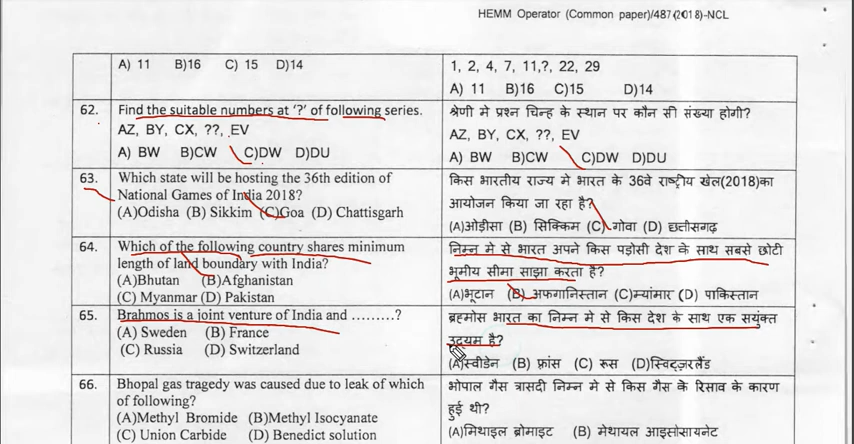 HEMM Operator (Common paper)/487(2018)-NCL
A) 11 B)16 C) 15 D)14
1, 2, 4, 7, 11,?, 22, 29
A) 11 B)16 C)15 D)14
62. Find the suitable numbers at '?' of following series.
AZ, BY, CX, ??, EV
A) BW B)CW C)DW D)DU
श्रेणी मे प्रश्न चिन्ह के स्थान पर कौन सी संख्या होगी?
AZ, BY, CX, ??, EV
A) BW B)CW C)DW D)DU
63. Which state will be hosting the 36th edition of
National Games of India 2018?
(A)Odisha (B) Sikkim (C)Goa (D) Chattisgarh
किस भारतीय राज्य मे भारत के 36वे राष्ट्रीय खेल(2018)का
आयोजन किया जा रहा है?
(A)ओड़ीसा (B) सिक्किम (C) गोवा (D) छत्तीसगढ़
64. Which of the following country shares minimum
length of land boundary with India?
(A)Bhutan (B)Afghanistan
(C) Myanmar (D) Pakistan
निम्न मे से भारत अपने किस पड़ोसी देश के साथ सबसे छोटी
भूमीय सीमा साझा करता है?
(A)भूटान (B) अफगानिस्तान (C)म्यांमार (D) पाकिस्तान
65. Brahmos is a joint venture of India and .........?
(A) Sweden (B) France
(C) Russia (D) Switzerland
ब्रह्मोस भारत का निम्न मे से किस देश के साथ एक सयुंक्त
उद्यम है?
(A)स्वीडेन (B) फ़्रांस (C) रूस (D)स्विट्ज़रलैंड
66. Bhopal gas tragedy was caused due to leak of which
of following?
(A)Methyl Bromide (B)Methyl Isocyanate
(C) Union Carbide (D) Benedict solution
भोपाल गैस त्रासदी निम्न मे से किस गैस के रिसाव के कारण
हुई थी?
(A)मिथाइल ब्रोमाइट (B) मेथायल आइसोसायनेट